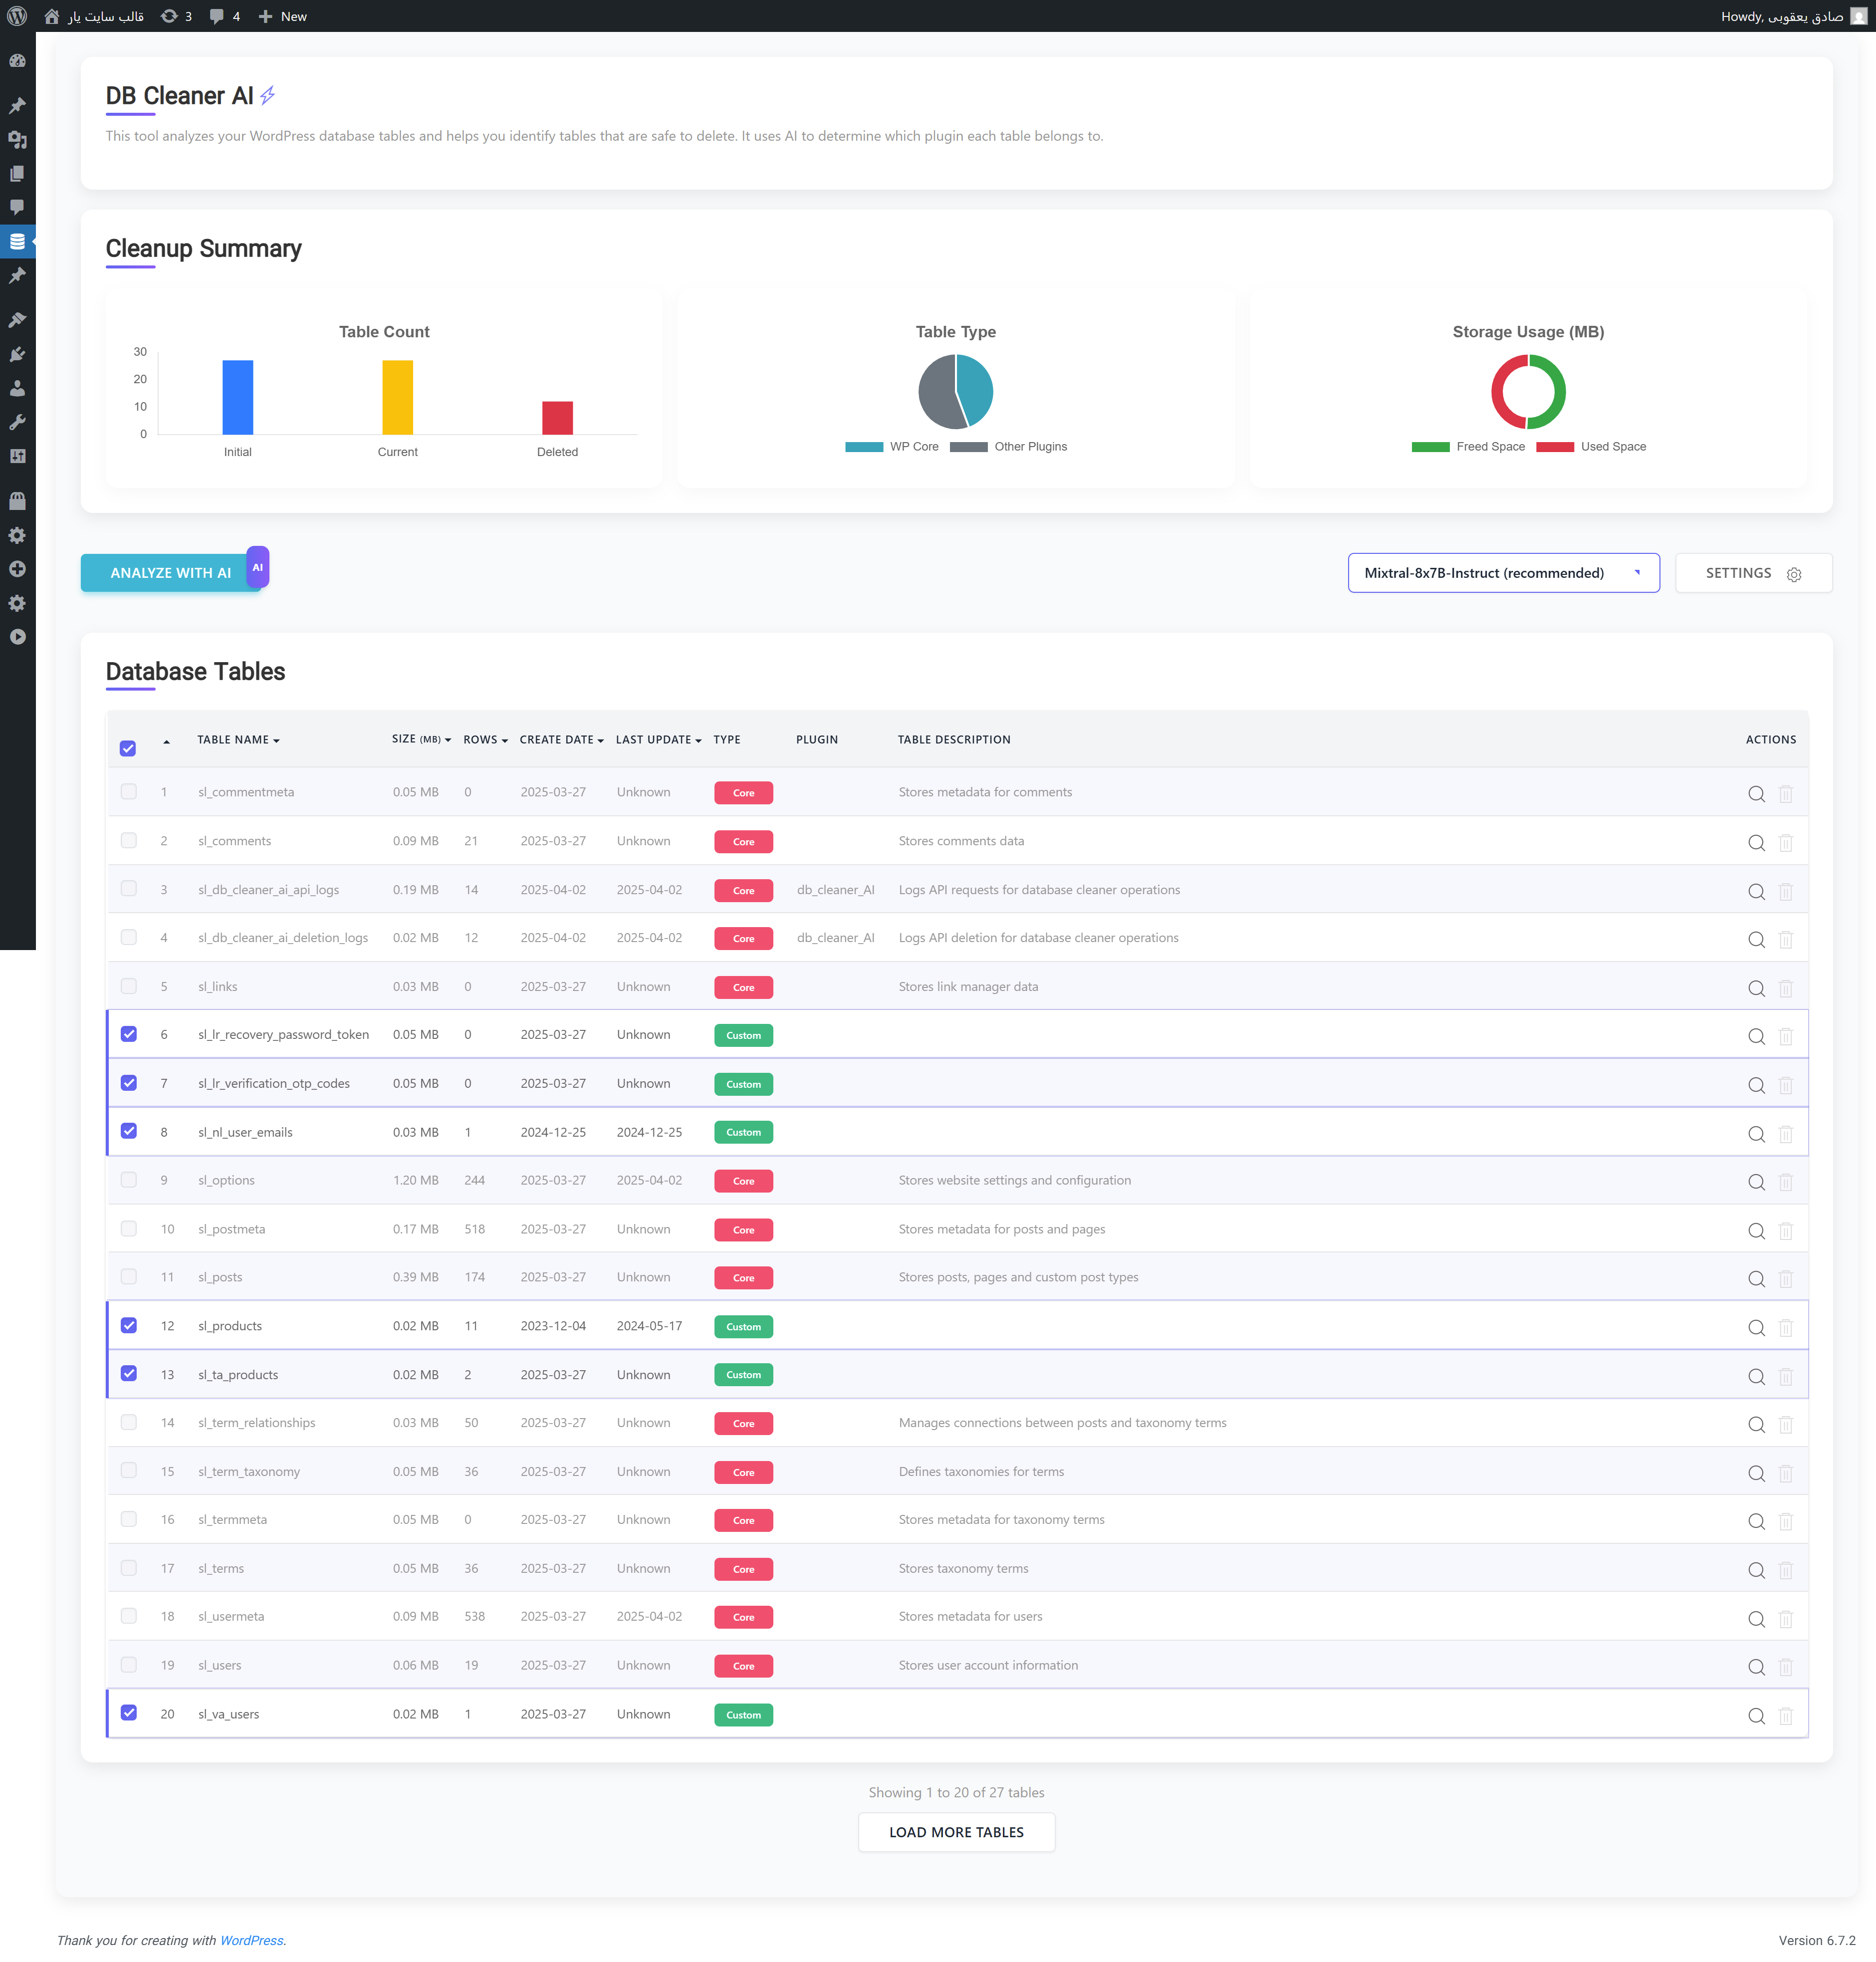 قالب سایت یار 3 4 New Howdy, صادق یعقوبی
DB Cleaner AI
This tool analyzes your WordPress database tables and helps you identify tables that are safe to delete. It uses AI to determine which plugin each table belongs to.
Cleanup Summary
Table Count
30
20
10
0
Initial Current Deleted
Table Type
WP Core Other Plugins
Storage Usage (MB)
Freed Space Used Space
ANALYZE WITH AI AI
Mixtral-8x7B-Instruct (recommended) SETTINGS
Database Tables
TABLE NAME SIZE (MB) ROWS CREATE DATE LAST UPDATE TYPE PLUGIN TABLE DESCRIPTION ACTIONS
1 sl_commentmeta 0.05 MB 0 2025-03-27 Unknown Core Stores metadata for comments
2 sl_comments 0.09 MB 21 2025-03-27 Unknown Core Stores comments data
3 sl_db_cleaner_ai_api_logs 0.19 MB 14 2025-04-02 2025-04-02 Core db_cleaner_AI Logs API requests for database cleaner operations
4 sl_db_cleaner_ai_deletion_logs 0.02 MB 12 2025-04-02 2025-04-02 Core db_cleaner_AI Logs API deletion for database cleaner operations
5 sl_links 0.03 MB 0 2025-03-27 Unknown Core Stores link manager data
6 sl_lr_recovery_password_token 0.05 MB 0 2025-03-27 Unknown Custom
7 sl_lr_verification_otp_codes 0.05 MB 0 2025-03-27 Unknown Custom
8 sl_nl_user_emails 0.03 MB 1 2024-12-25 2024-12-25 Custom
9 sl_options 1.20 MB 244 2025-03-27 2025-04-02 Core Stores website settings and configuration
10 sl_postmeta 0.17 MB 518 2025-03-27 Unknown Core Stores metadata for posts and pages
11 sl_posts 0.39 MB 174 2025-03-27 Unknown Core Stores posts, pages and custom post types
12 sl_products 0.02 MB 11 2023-12-04 2024-05-17 Custom
13 sl_ta_products 0.02 MB 2 2025-03-27 Unknown Custom
14 sl_term_relationships 0.03 MB 50 2025-03-27 Unknown Core Manages connections between posts and taxonomy terms
15 sl_term_taxonomy 0.05 MB 36 2025-03-27 Unknown Core Defines taxonomies for terms
16 sl_termmeta 0.05 MB 0 2025-03-27 Unknown Core Stores metadata for taxonomy terms
17 sl_terms 0.05 MB 36 2025-03-27 Unknown Core Stores taxonomy terms
18 sl_usermeta 0.09 MB 538 2025-03-27 2025-04-02 Core Stores metadata for users
19 sl_users 0.06 MB 19 2025-03-27 Unknown Core Stores user account information
20 sl_va_users 0.02 MB 1 2025-03-27 Unknown Custom
Showing 1 to 20 of 27 tables
LOAD MORE TABLES
Thank you for creating with WordPress. Version 6.7.2